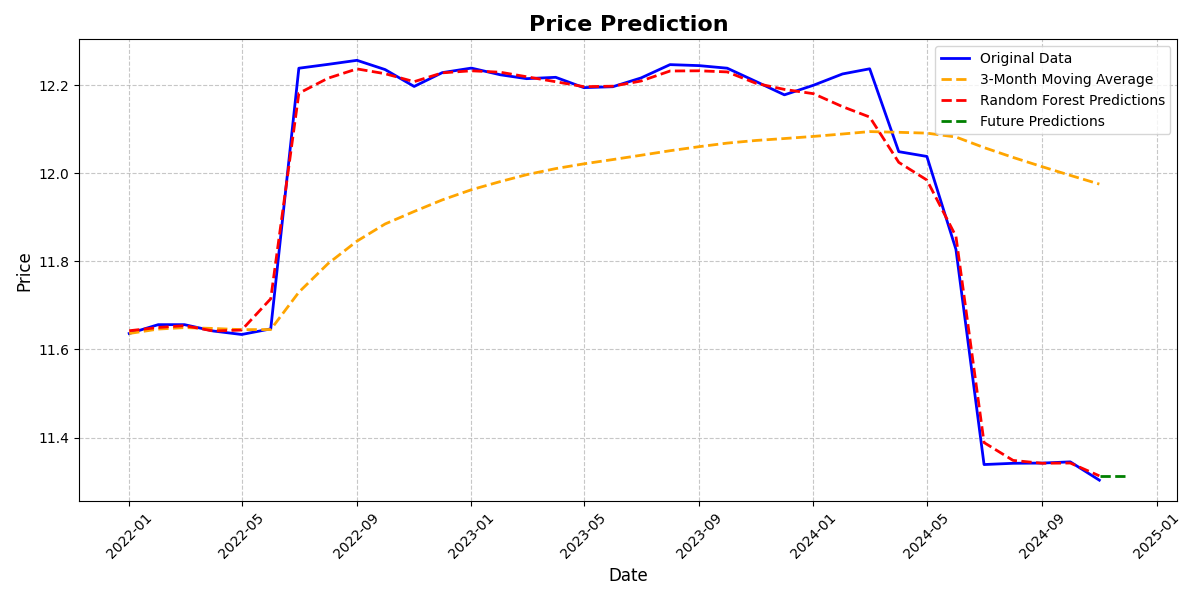 Price Prediction
Original Data
3-Month Moving Average
Random Forest Predictions
Future Predictions
Price
12.2
12.0
11.8
11.6
11.4
2022-01
2022-05
2022-09
2023-01
2023-05
2023-09
2024-01
2024-05
2024-09
2025-01
Date